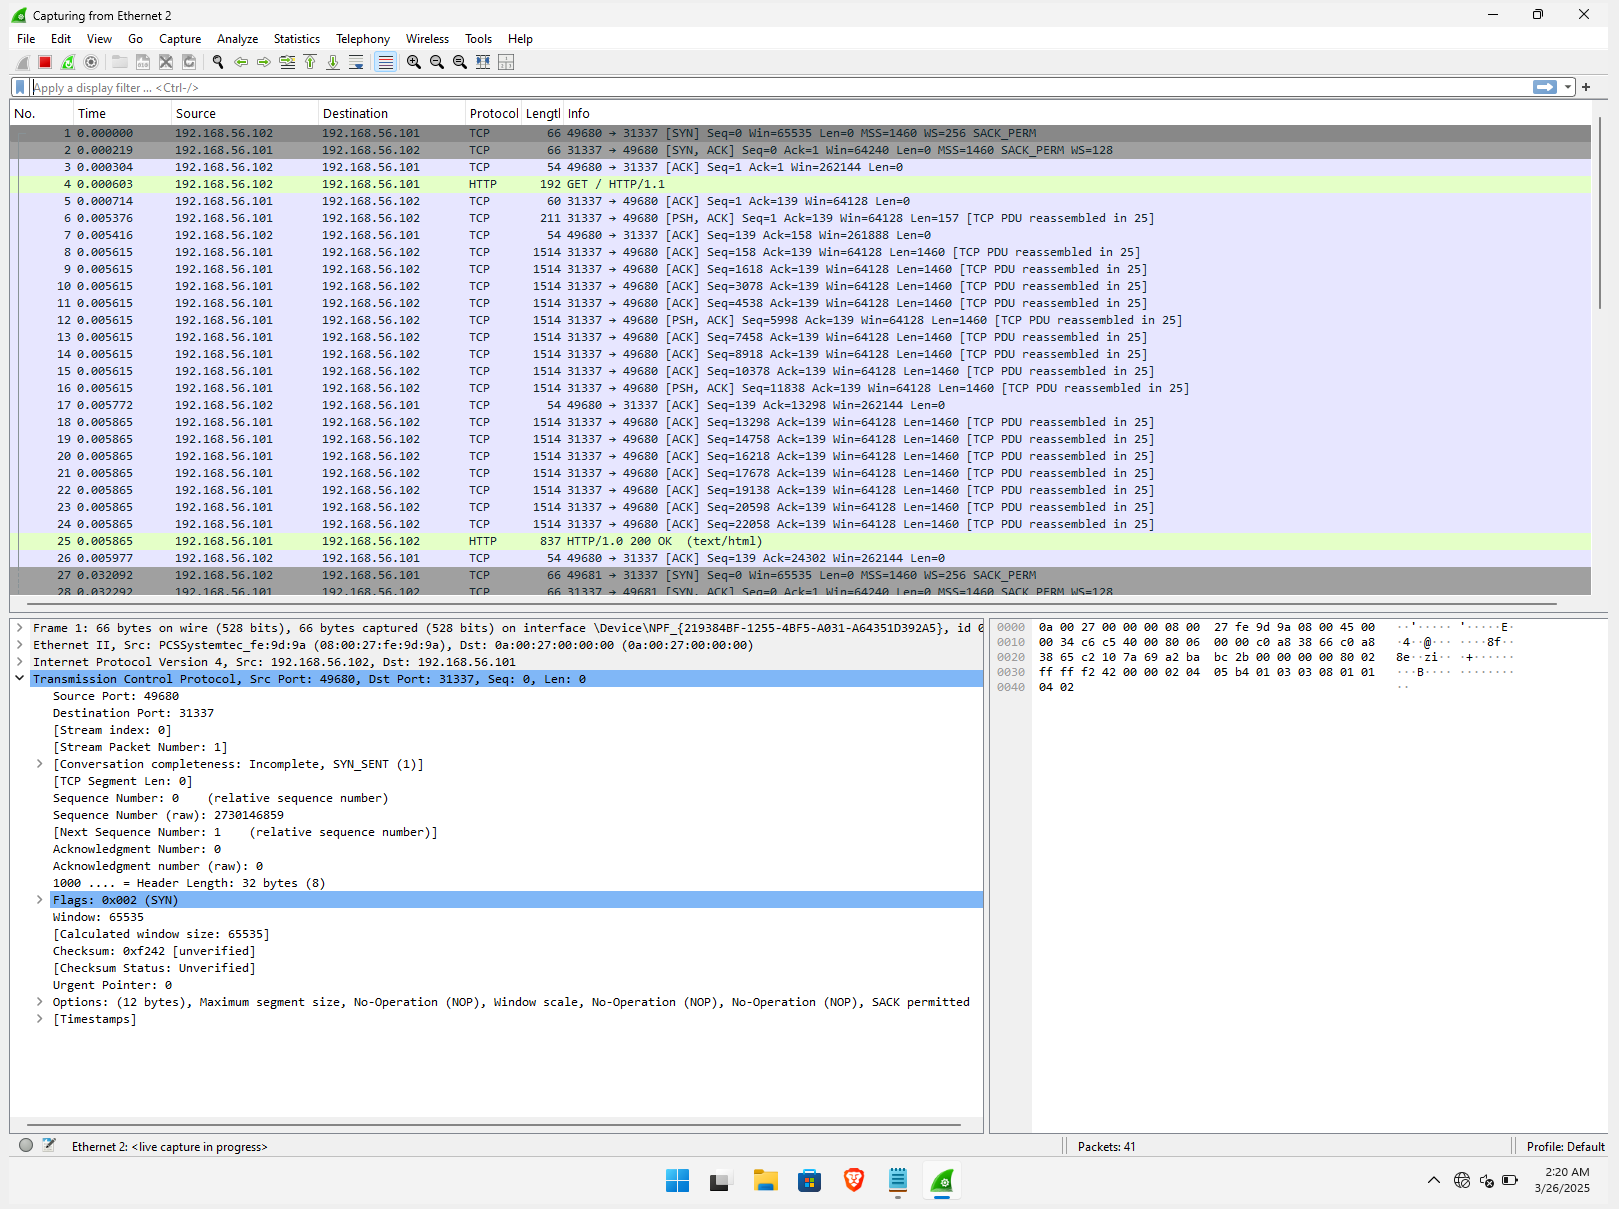 Capturing from Ethernet 2
File Edit View Go Capture Analyze Statistics Telephony Wireless Tools Help
Apply a display filter ... <Ctrl-/>
No. Time Source Destination Protocol Length Info
1 0.000000 192.168.56.102 192.168.56.101 TCP 66 49680 → 31337 [SYN] Seq=0 Win=65535 Len=0 MSS=1460 WS=256 SACK_PERM
2 0.000219 192.168.56.101 192.168.56.102 TCP 66 31337 → 49680 [SYN, ACK] Seq=0 Ack=1 Win=64240 Len=0 MSS=1460 SACK_PERM WS=128
3 0.000304 192.168.56.102 192.168.56.101 TCP 54 49680 → 31337 [ACK] Seq=1 Ack=1 Win=262144 Len=0
4 0.000603 192.168.56.102 192.168.56.101 HTTP 192 GET / HTTP/1.1
5 0.000714 192.168.56.101 192.168.56.102 TCP 60 31337 → 49680 [ACK] Seq=1 Ack=139 Win=64128 Len=0
6 0.005376 192.168.56.101 192.168.56.102 TCP 211 31337 → 49680 [PSH, ACK] Seq=1 Ack=139 Win=64128 Len=157 [TCP PDU reassembled in 25]
7 0.005416 192.168.56.102 192.168.56.101 TCP 54 49680 → 31337 [ACK] Seq=139 Ack=158 Win=261888 Len=0
8 0.005615 192.168.56.101 192.168.56.102 TCP 1514 31337 → 49680 [ACK] Seq=158 Ack=139 Win=64128 Len=1460 [TCP PDU reassembled in 25]
9 0.005615 192.168.56.101 192.168.56.102 TCP 1514 31337 → 49680 [ACK] Seq=1618 Ack=139 Win=64128 Len=1460 [TCP PDU reassembled in 25]
10 0.005615 192.168.56.101 192.168.56.102 TCP 1514 31337 → 49680 [ACK] Seq=3078 Ack=139 Win=64128 Len=1460 [TCP PDU reassembled in 25]
11 0.005615 192.168.56.101 192.168.56.102 TCP 1514 31337 → 49680 [ACK] Seq=4538 Ack=139 Win=64128 Len=1460 [TCP PDU reassembled in 25]
12 0.005615 192.168.56.101 192.168.56.102 TCP 1514 31337 → 49680 [PSH, ACK] Seq=5998 Ack=139 Win=64128 Len=1460 [TCP PDU reassembled in 25]
13 0.005615 192.168.56.101 192.168.56.102 TCP 1514 31337 → 49680 [ACK] Seq=7458 Ack=139 Win=64128 Len=1460 [TCP PDU reassembled in 25]
14 0.005615 192.168.56.101 192.168.56.102 TCP 1514 31337 → 49680 [ACK] Seq=8918 Ack=139 Win=64128 Len=1460 [TCP PDU reassembled in 25]
15 0.005615 192.168.56.101 192.168.56.102 TCP 1514 31337 → 49680 [ACK] Seq=10378 Ack=139 Win=64128 Len=1460 [TCP PDU reassembled in 25]
16 0.005615 192.168.56.101 192.168.56.102 TCP 1514 31337 → 49680 [PSH, ACK] Seq=11838 Ack=139 Win=64128 Len=1460 [TCP PDU reassembled in 25]
17 0.005772 192.168.56.102 192.168.56.101 TCP 54 49680 → 31337 [ACK] Seq=139 Ack=13298 Win=262144 Len=0
18 0.005865 192.168.56.101 192.168.56.102 TCP 1514 31337 → 49680 [ACK] Seq=13298 Ack=139 Win=64128 Len=1460 [TCP PDU reassembled in 25]
19 0.005865 192.168.56.101 192.168.56.102 TCP 1514 31337 → 49680 [ACK] Seq=14758 Ack=139 Win=64128 Len=1460 [TCP PDU reassembled in 25]
20 0.005865 192.168.56.101 192.168.56.102 TCP 1514 31337 → 49680 [ACK] Seq=16218 Ack=139 Win=64128 Len=1460 [TCP PDU reassembled in 25]
21 0.005865 192.168.56.101 192.168.56.102 TCP 1514 31337 → 49680 [ACK] Seq=17678 Ack=139 Win=64128 Len=1460 [TCP PDU reassembled in 25]
22 0.005865 192.168.56.101 192.168.56.102 TCP 1514 31337 → 49680 [ACK] Seq=19138 Ack=139 Win=64128 Len=1460 [TCP PDU reassembled in 25]
23 0.005865 192.168.56.101 192.168.56.102 TCP 1514 31337 → 49680 [ACK] Seq=20598 Ack=139 Win=64128 Len=1460 [TCP PDU reassembled in 25]
24 0.005865 192.168.56.101 192.168.56.102 TCP 1514 31337 → 49680 [ACK] Seq=22058 Ack=139 Win=64128 Len=1460 [TCP PDU reassembled in 25]
25 0.005865 192.168.56.101 192.168.56.102 HTTP 837 HTTP/1.0 200 OK (text/html)
26 0.005977 192.168.56.102 192.168.56.101 TCP 54 49680 → 31337 [ACK] Seq=139 Ack=24302 Win=262144 Len=0
27 0.032092 192.168.56.102 192.168.56.101 TCP 66 49681 → 31337 [SYN] Seq=0 Win=65535 Len=0 MSS=1460 WS=256 SACK_PERM
28 0.032292 192.168.56.101 192.168.56.102 TCP 66 31337 → 49681 [SYN, ACK] Seq=0 Ack=1 Win=64240 Len=0 MSS=1460 SACK_PERM WS=128
Frame 1: 66 bytes on wire (528 bits), 66 bytes captured (528 bits) on interface \Device\NPF_{219384BF-1255-4BF5-A031-A64351D392A5}, id 0
Ethernet II, Src: PCSSystemtec_fe:9d:9a (08:00:27:fe:9d:9a), Dst: 0a:00:27:00:00:00 (0a:00:27:00:00:00)
Internet Protocol Version 4, Src: 192.168.56.102, Dst: 192.168.56.101
Transmission Control Protocol, Src Port: 49680, Dst Port: 31337, Seq: 0, Len: 0
Source Port: 49680
Destination Port: 31337
[Stream index: 0]
[Stream Packet Number: 1]
[Conversation completeness: Incomplete, SYN_SENT (1)]
[TCP Segment Len: 0]
Sequence Number: 0 (relative sequence number)
Sequence Number (raw): 2730146859
[Next Sequence Number: 1 (relative sequence number)]
Acknowledgment Number: 0
Acknowledgment number (raw): 0
1000 .... = Header Length: 32 bytes (8)
Flags: 0x002 (SYN)
Window: 65535
[Calculated window size: 65535]
Checksum: 0xf242 [unverified]
[Checksum Status: Unverified]
Urgent Pointer: 0
Options: (12 bytes), Maximum segment size, No-Operation (NOP), Window scale, No-Operation (NOP), No-Operation (NOP), SACK permitted
[Timestamps]
0000 0a 00 27 00 00 00 08 00 27 fe 9d 9a 08 00 45 00 ··'····· '·····E·
0010 00 34 c6 c5 40 00 80 06 00 00 c0 a8 38 66 c0 a8 ·4··@··· ····8f··
0020 38 65 c2 10 7a 69 a2 ba bc 2b 00 00 00 00 80 02 8e··zi·· ·+······
0030 ff ff f2 42 00 00 02 04 05 b4 01 03 03 08 01 01 ···B···· ········
0040 04 02 ··
Ethernet 2: <live capture in progress>
Packets: 41
Profile: Default
2:20 AM
3/26/2025